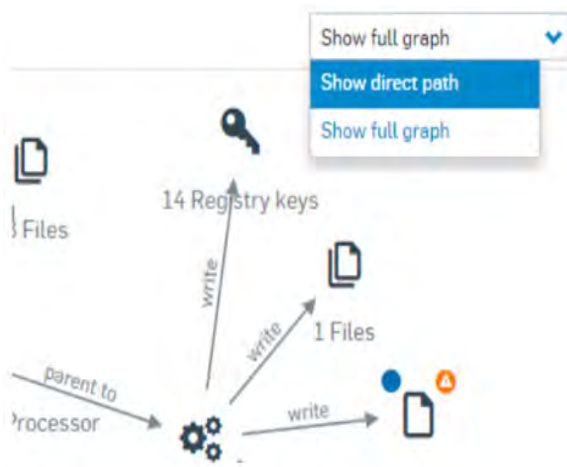 Show full graph
Show direct path
Show full graph
14 Registry keys
Files
write
1 Files
write
parent to
write
Processor